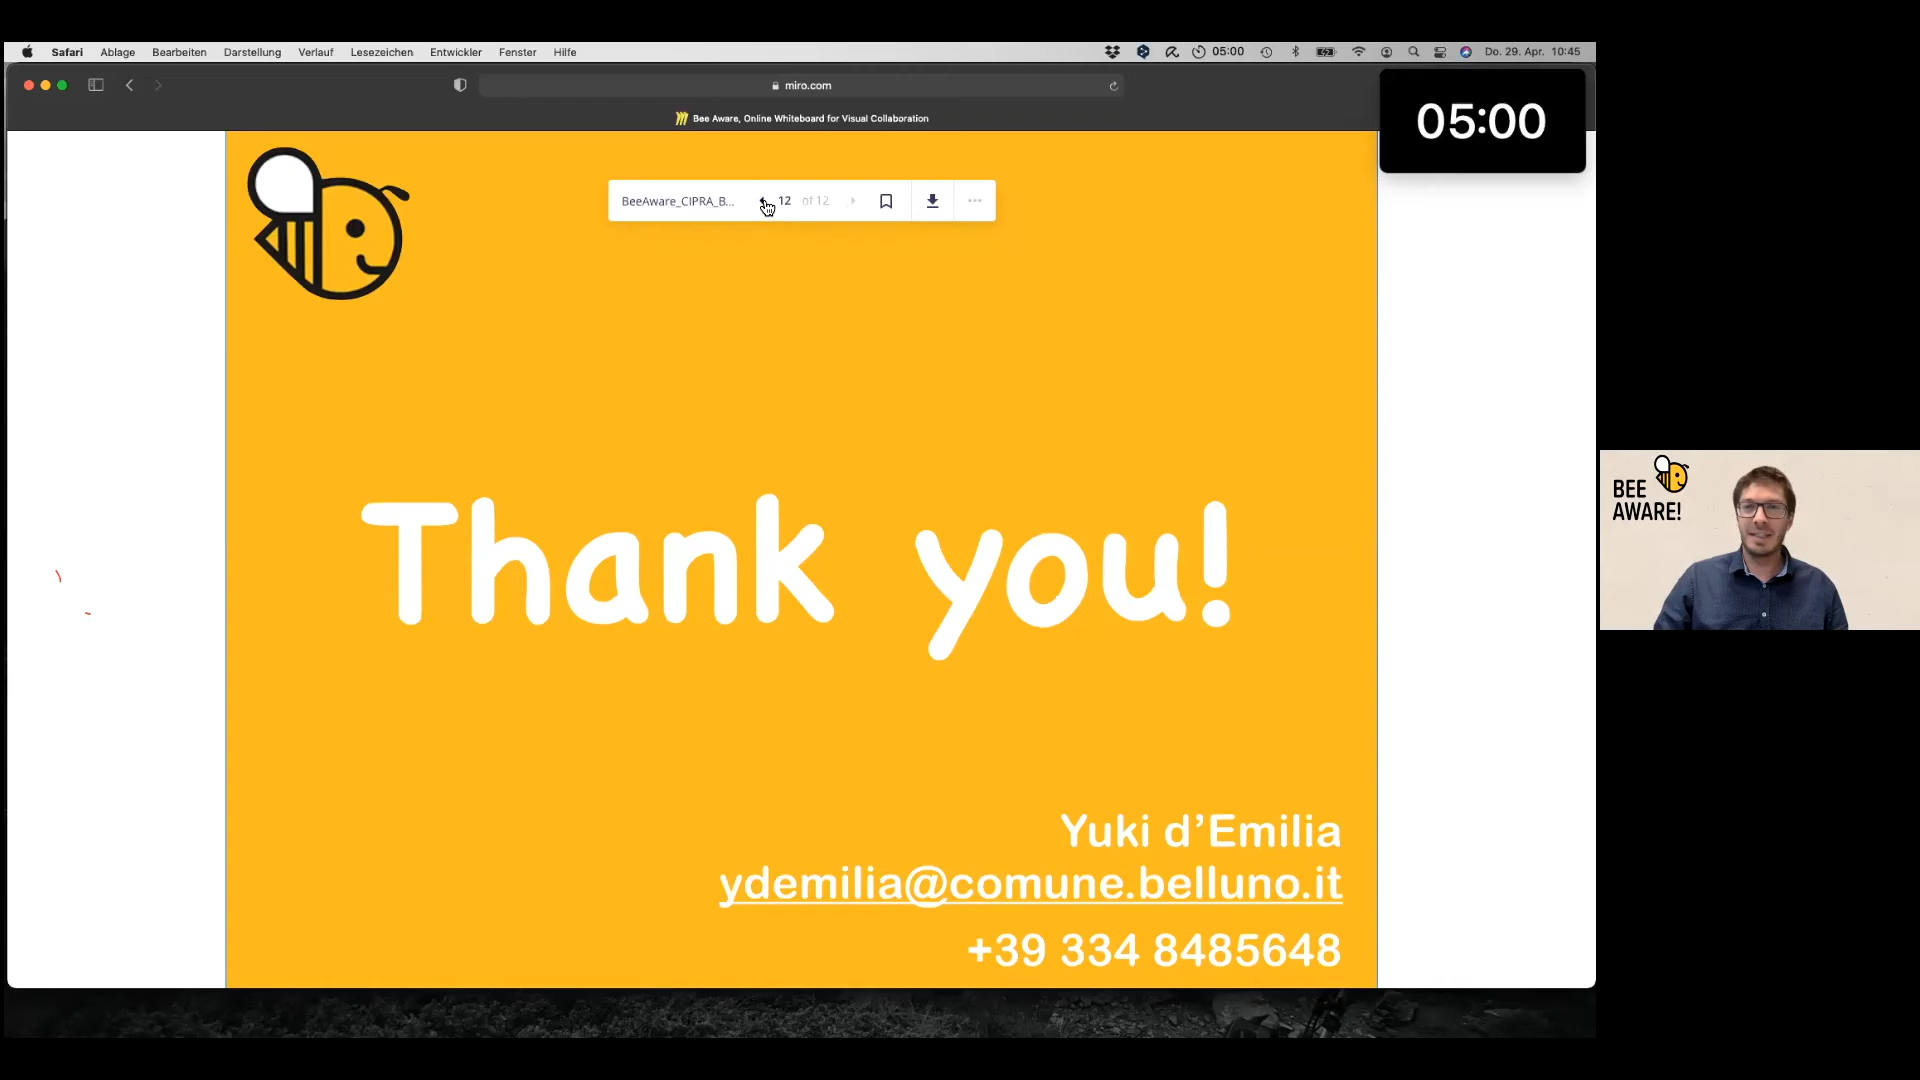 Safari Ablage Bearbeiten Darstellung Verlauf Lesezeichen Entwickler Fenster Hilfe 05:00 Do. 29. Apr. 10:45
miro.com
Bee Aware, Online Whiteboard for Visual Collaboration
05:00
BeeAware_CIPRA_B... 12 of 12
Thank you!
BEE
AWARE!
Yuki d’Emilia
ydemilia@comune.belluno.it
+39 334 8485648